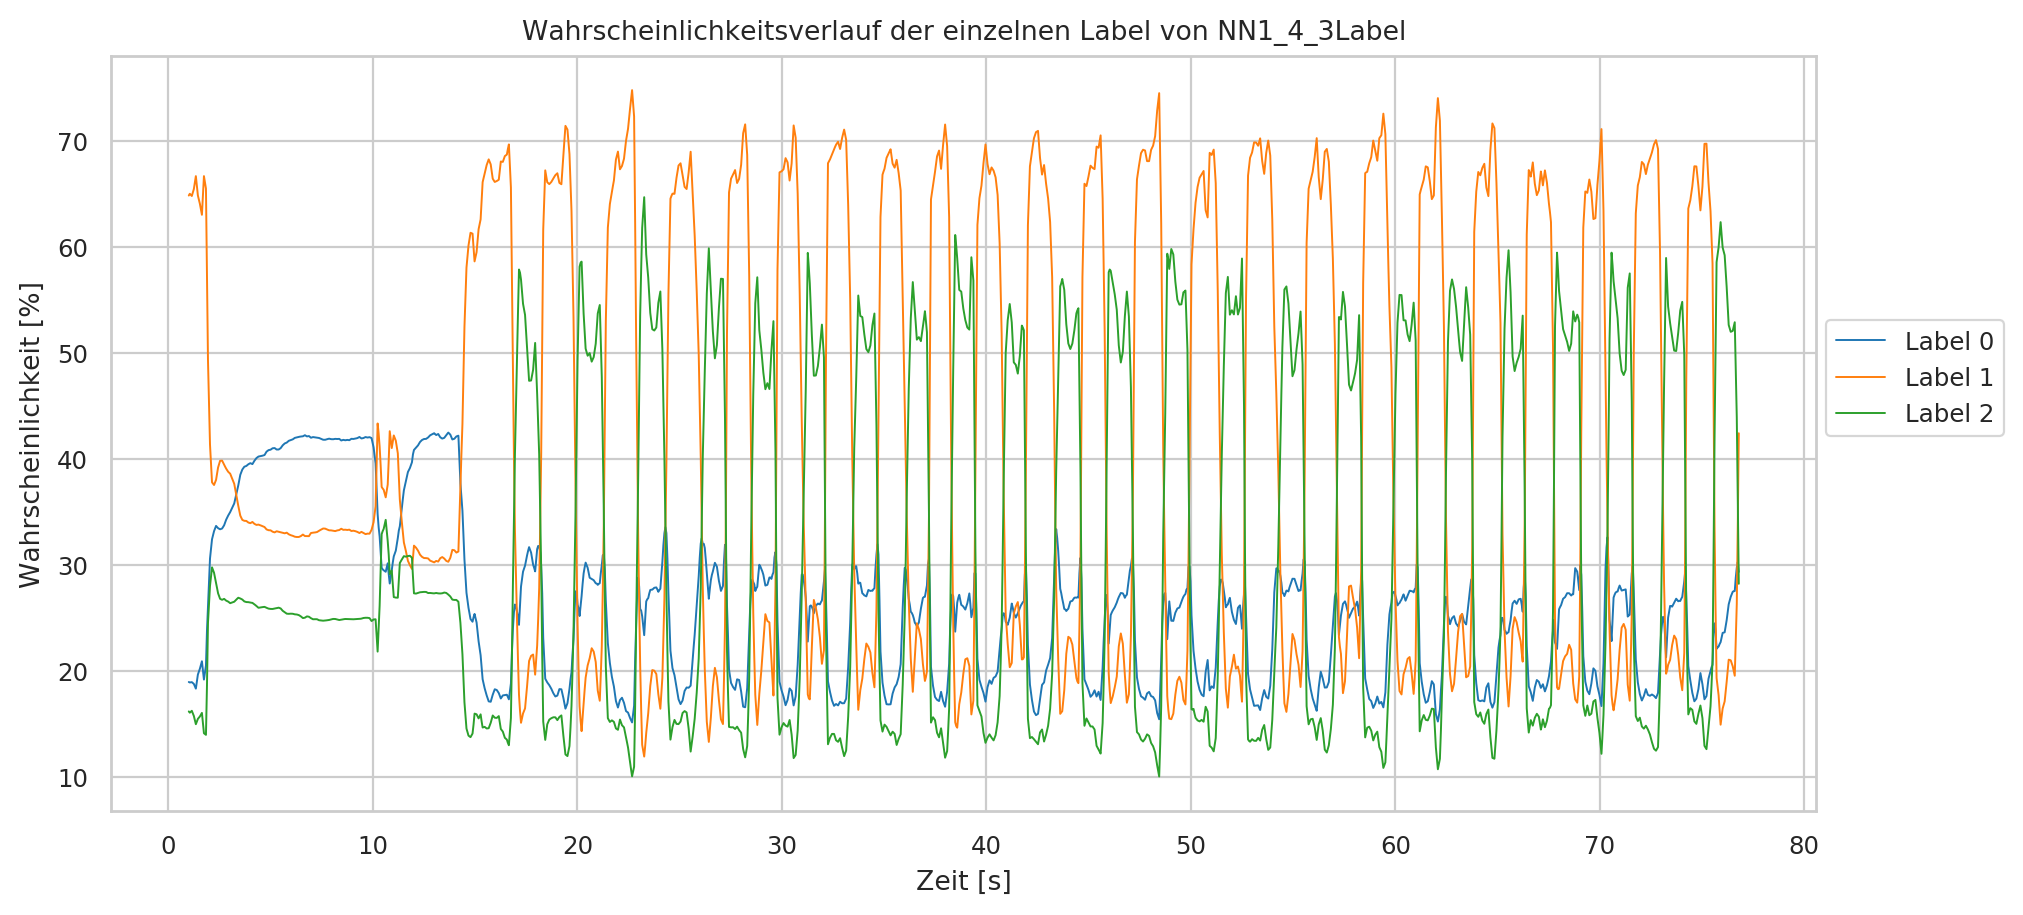 Wahrscheinlichkeitsverlauf der einzelnen Label von NN1_4_3Label
Wahrscheinlichkeit [%]
70
60
50
40
30
20
10
0 10 20 30 40 50 60 70 80
Zeit [s]
Label 0
Label 1
Label 2